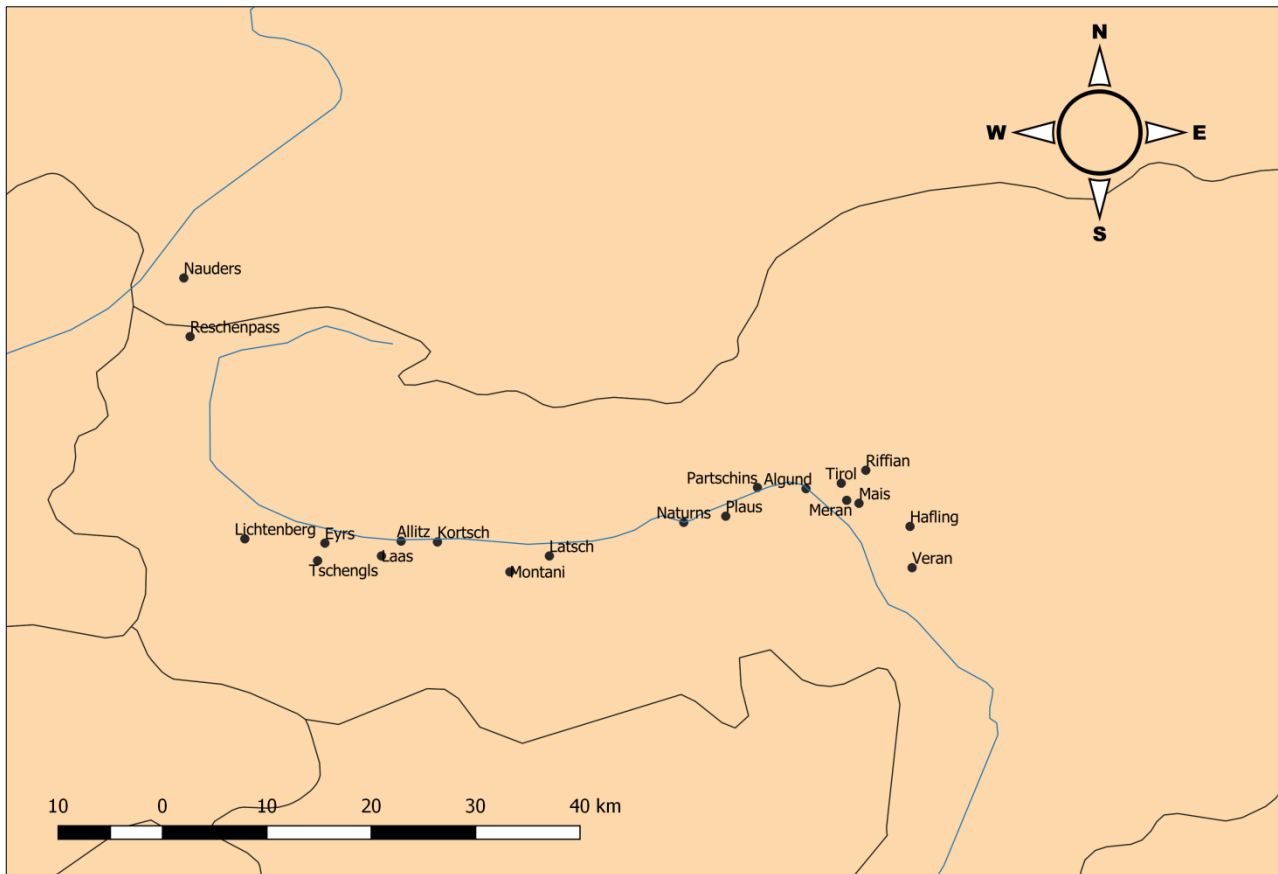 N
W
E
S
Nauders
Reschenpass
Riffian
Partschins
Algund
Tirol
Meran
Mais
Naturns
Plaus
Hafling
Lichtenberg
Eyrs
Allitz
Kortsch
Latsch
Laas
Veran
Tschengls
Montani
10 0 10 20 30 40 km